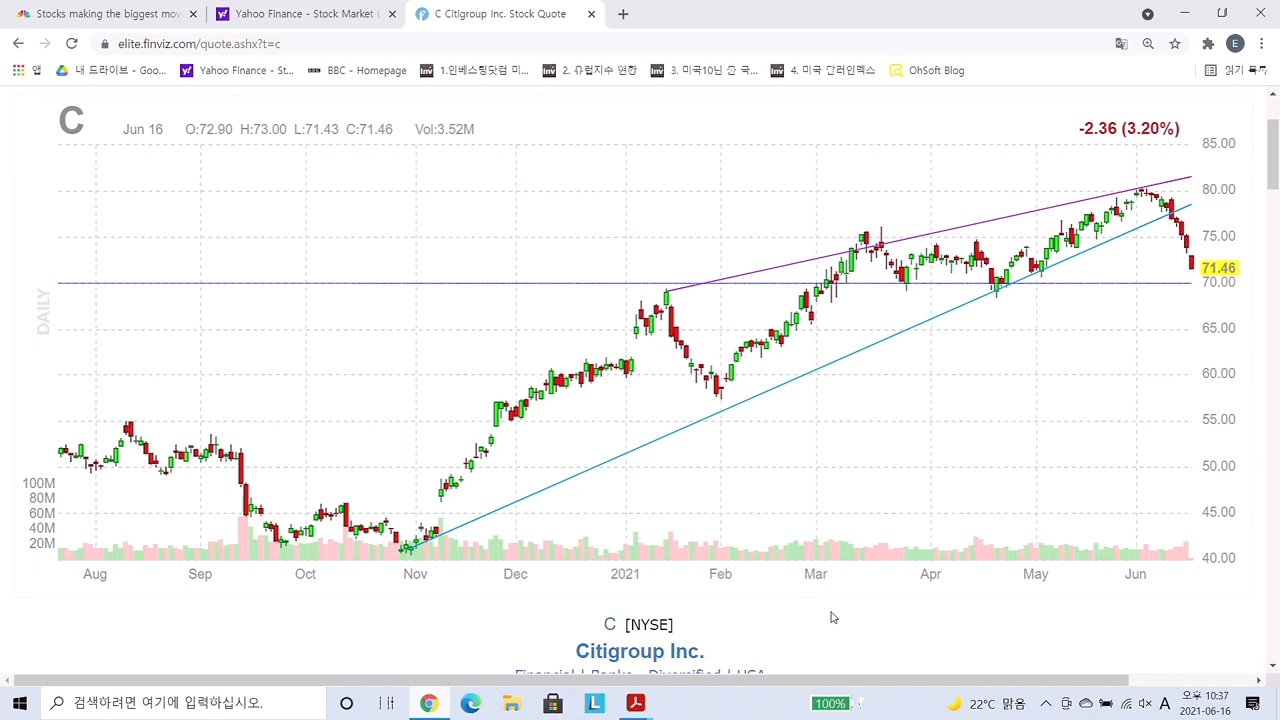 Stocks making the biggest mov
Yahoo Finance - Stock Market L
C Citigroup Inc. Stock Quote
elite.finviz.com/quote.ashx?t=c
E
앱
내 드라이브 - Goo...
Yahoo Finance - St...
BBC - Homepage
1.인베스팅닷컴 미...
2. 유럽지수 현황
3. 미국10년 물 국...
4. 미국 달러인덱스
OhSoft Blog
C
Jun 16 O:72.90 H:73.00 L:71.43 C:71.46 Vol:3.52M
-2.36 (3.20%)
85.00
80.00
75.00
71.46
70.00
65.00
60.00
55.00
50.00
45.00
40.00
DAILY
100M
80M
60M
40M
20M
Aug Sep Oct Nov Dec 2021 Feb Mar Apr May Jun
C [NYSE]
Citigroup Inc.
Financial | Banks - Diversified | USA
검색하려면 여기에 입력하십시오.
100%
22°C 맑음
A
오후 10:37
2021-06-16